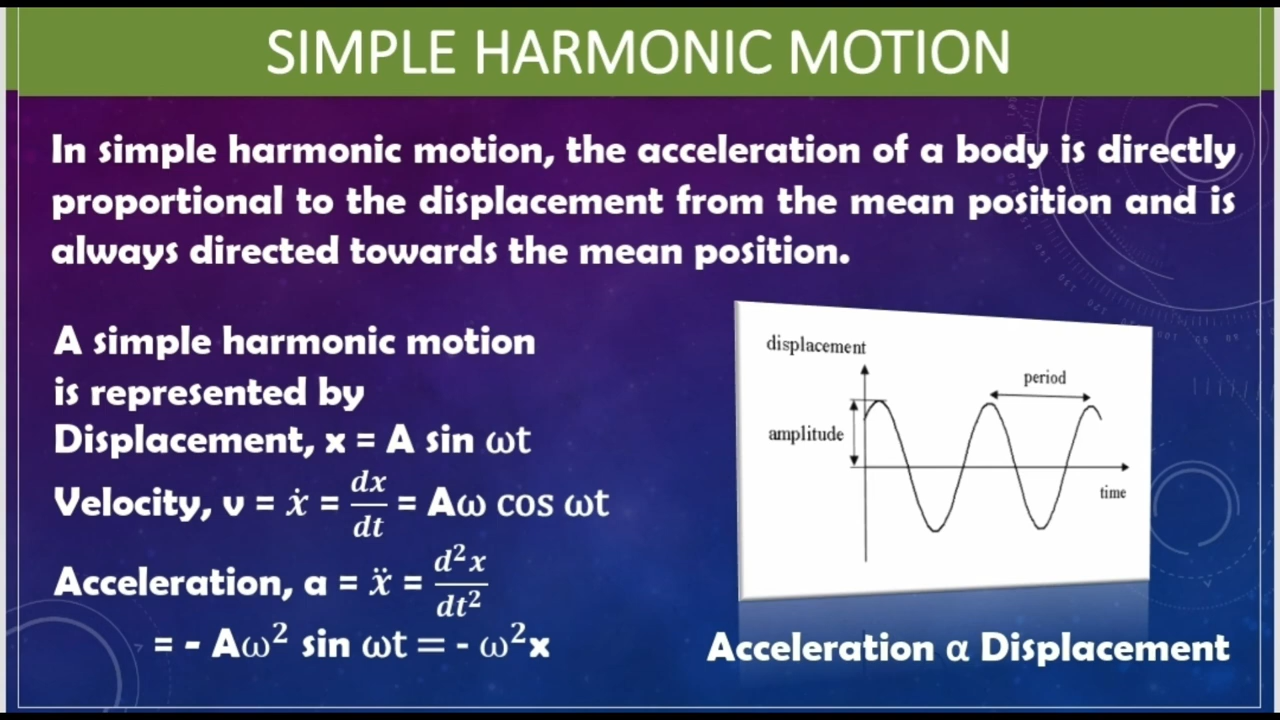 SIMPLE HARMONIC MOTION
In simple harmonic motion, the acceleration of a body is directly
proportional to the displacement from the mean position and is
always directed towards the mean position.
A simple harmonic motion
is represented by
Displacement, x = A sin ωt
Velocity, v = ẋ = dx/dt = Aω cos ωt
Acceleration, a = ẍ = d²x/dt²
= - Aω² sin ωt = - ω²x
displacement
period
amplitude
time
Acceleration α Displacement